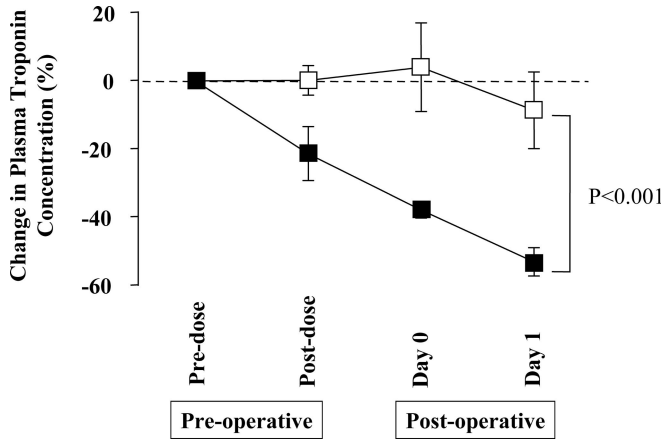 Change in Plasma Troponin
Concentration (%)
20
0
-20
-40
-60
P<0.001
Pre-dose
Post-dose
Day 0
Day 1
Pre-operative
Post-operative